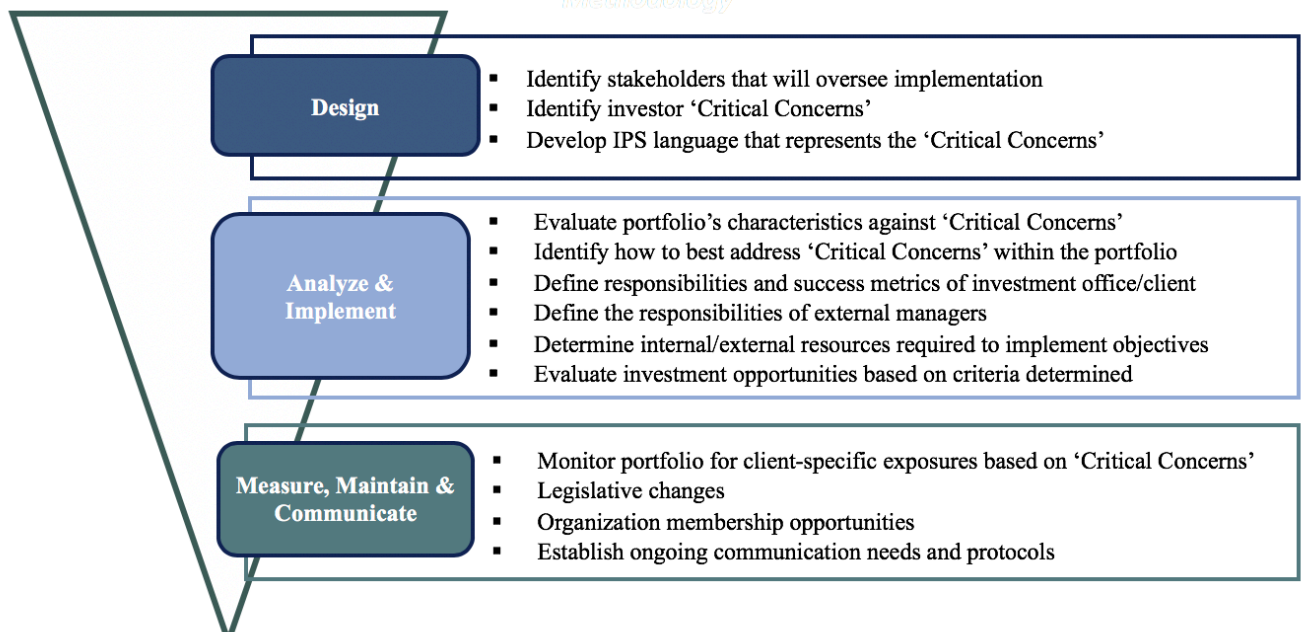 Methodology
Design
▪ Identify stakeholders that will oversee implementation
▪ Identify investor ‘Critical Concerns’
▪ Develop IPS language that represents the ‘Critical Concerns’
Analyze &
Implement
▪ Evaluate portfolio’s characteristics against ‘Critical Concerns’
▪ Identify how to best address ‘Critical Concerns’ within the portfolio
▪ Define responsibilities and success metrics of investment office/client
▪ Define the responsibilities of external managers
▪ Determine internal/external resources required to implement objectives
▪ Evaluate investment opportunities based on criteria determined
Measure, Maintain &
Communicate
▪ Monitor portfolio for client-specific exposures based on ‘Critical Concerns’
▪ Legislative changes
▪ Organization membership opportunities
▪ Establish ongoing communication needs and protocols